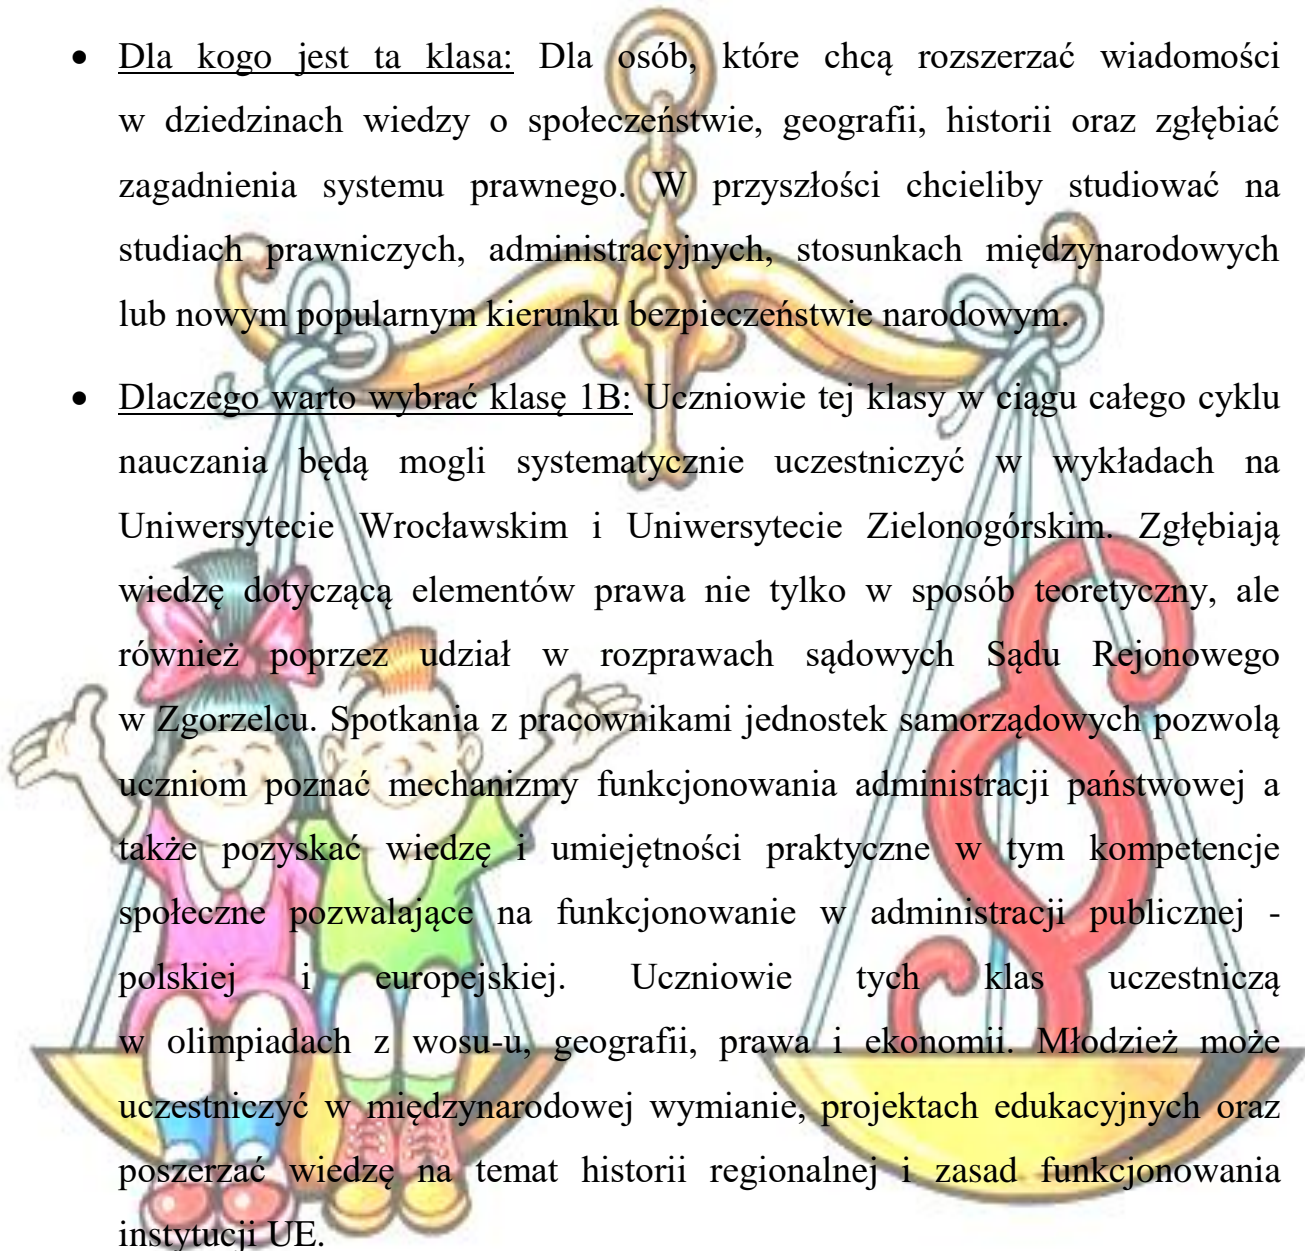 • Dla kogo jest ta klasa: Dla osób, które chcą rozszerzać wiadomości
w dziedzinach wiedzy o społeczeństwie, geografii, historii oraz zgłębiać
zagadnienia systemu prawnego. W przyszłości chcieliby studiować na
studiach prawniczych, administracyjnych, stosunkach międzynarodowych
lub nowym popularnym kierunku bezpieczeństwie narodowym.
• Dlaczego warto wybrać klasę 1B: Uczniowie tej klasy w ciągu całego cyklu
nauczania będą mogli systematycznie uczestniczyć w wykładach na
Uniwersytecie Wrocławskim i Uniwersytecie Zielonogórskim. Zgłębiają
wiedzę dotyczącą elementów prawa nie tylko w sposób teoretyczny, ale
również poprzez udział w rozprawach sądowych Sądu Rejonowego
w Zgorzelcu. Spotkania z pracownikami jednostek samorządowych pozwolą
uczniom poznać mechanizmy funkcjonowania administracji państwowej a
także pozyskać wiedzę i umiejętności praktyczne w tym kompetencje
społeczne pozwalające na funkcjonowanie w administracji publicznej -
polskiej i europejskiej. Uczniowie tych klas uczestniczą
w olimpiadach z wosu-u, geografii, prawa i ekonomii. Młodzież może
uczestniczyć w międzynarodowej wymianie, projektach edukacyjnych oraz
poszerzać wiedzę na temat historii regionalnej i zasad funkcjonowania
instytucji UE.